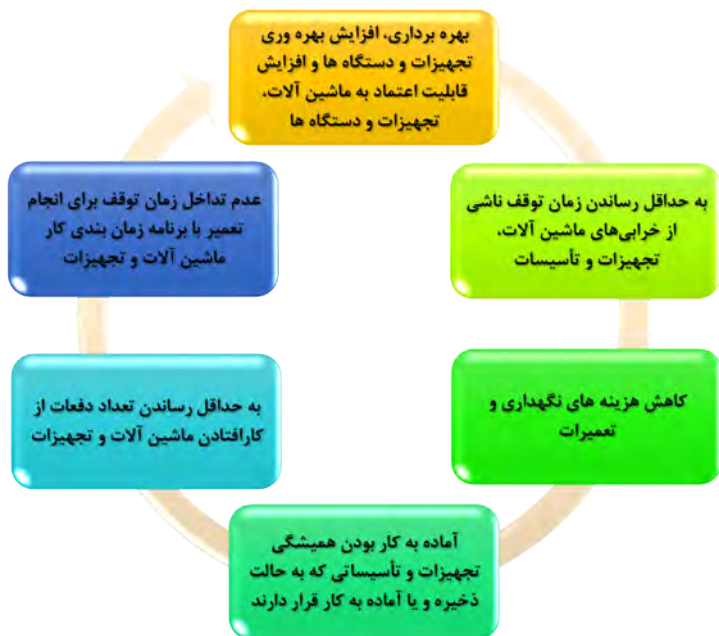 بهره برداری، افزایش بهره وری
تجهیزات و دستگاه ها و افزایش
قابلیت اعتماد به ماشین آلات،
تجهیزات و دستگاه ها
به حداقل رساندن زمان توقف ناشی
از خرابی‌های ماشین آلات،
تجهیزات و تأسیسات
کاهش هزینه های نگهداری و
تعمیرات
آماده به کار بودن همیشگی
تجهیزات و تأسیساتی که به حالت
ذخیره و یا آماده به کار قرار دارند
به حداقل رساندن تعداد دفعات از
کارافتادن ماشین آلات و تجهیزات
عدم تداخل زمان توقف برای انجام
تعمیر با برنامه زمان بندی کار
ماشین آلات و تجهیزات